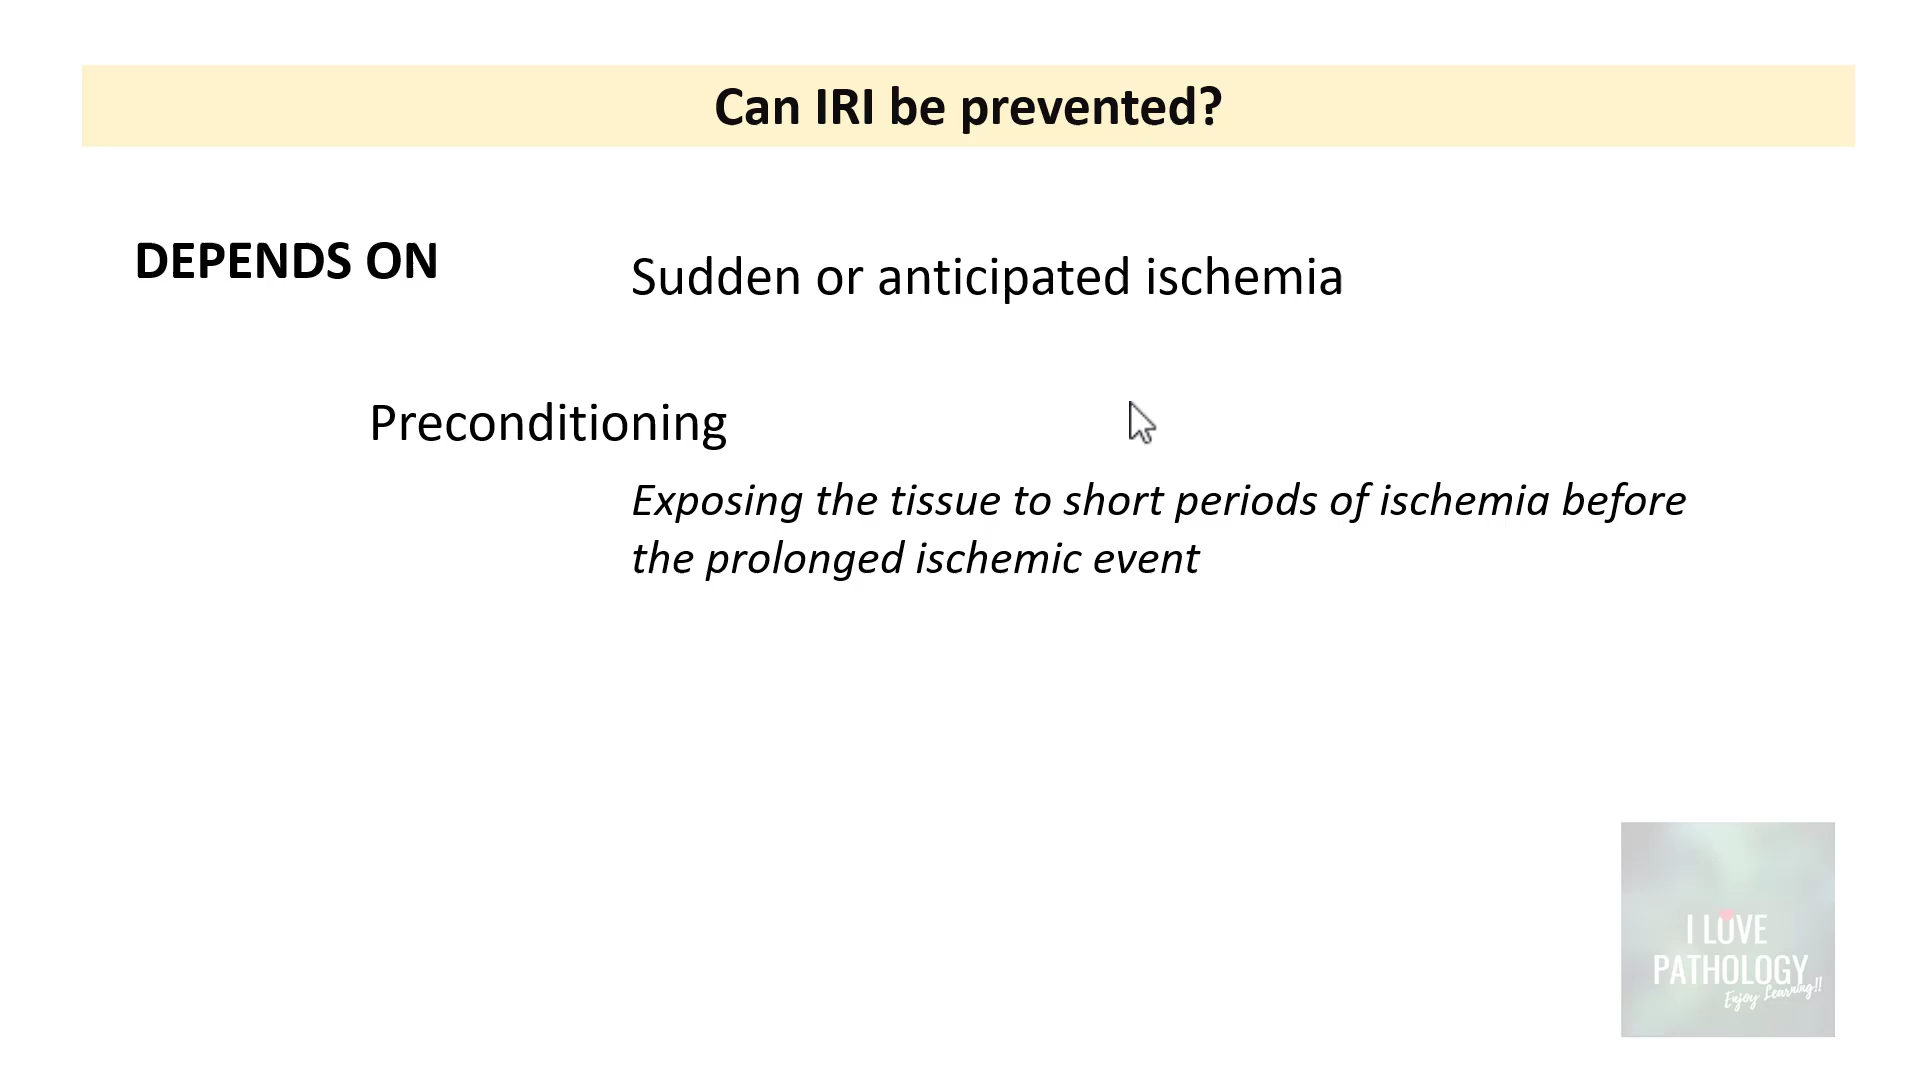 Can IRI be prevented?
DEPENDS ON
Sudden or anticipated ischemia
Preconditioning
Exposing the tissue to short periods of ischemia before
the prolonged ischemic event
I LOVE
PATHOLOGY
Enjoy Learning!!